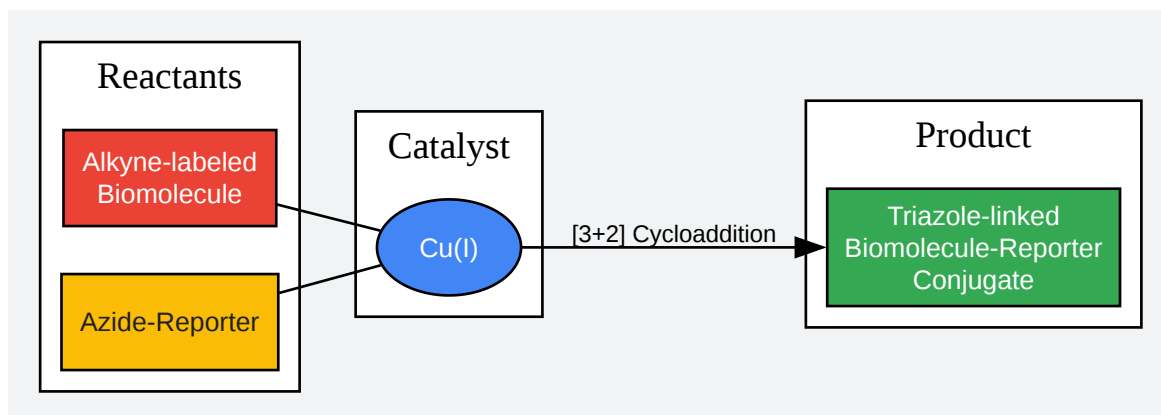 Reactants
Alkyne-labeled
Biomolecule
Azide-Reporter
Catalyst
Cu(I)
[3+2] Cycloaddition
Product
Triazole-linked
Biomolecule-Reporter
Conjugate